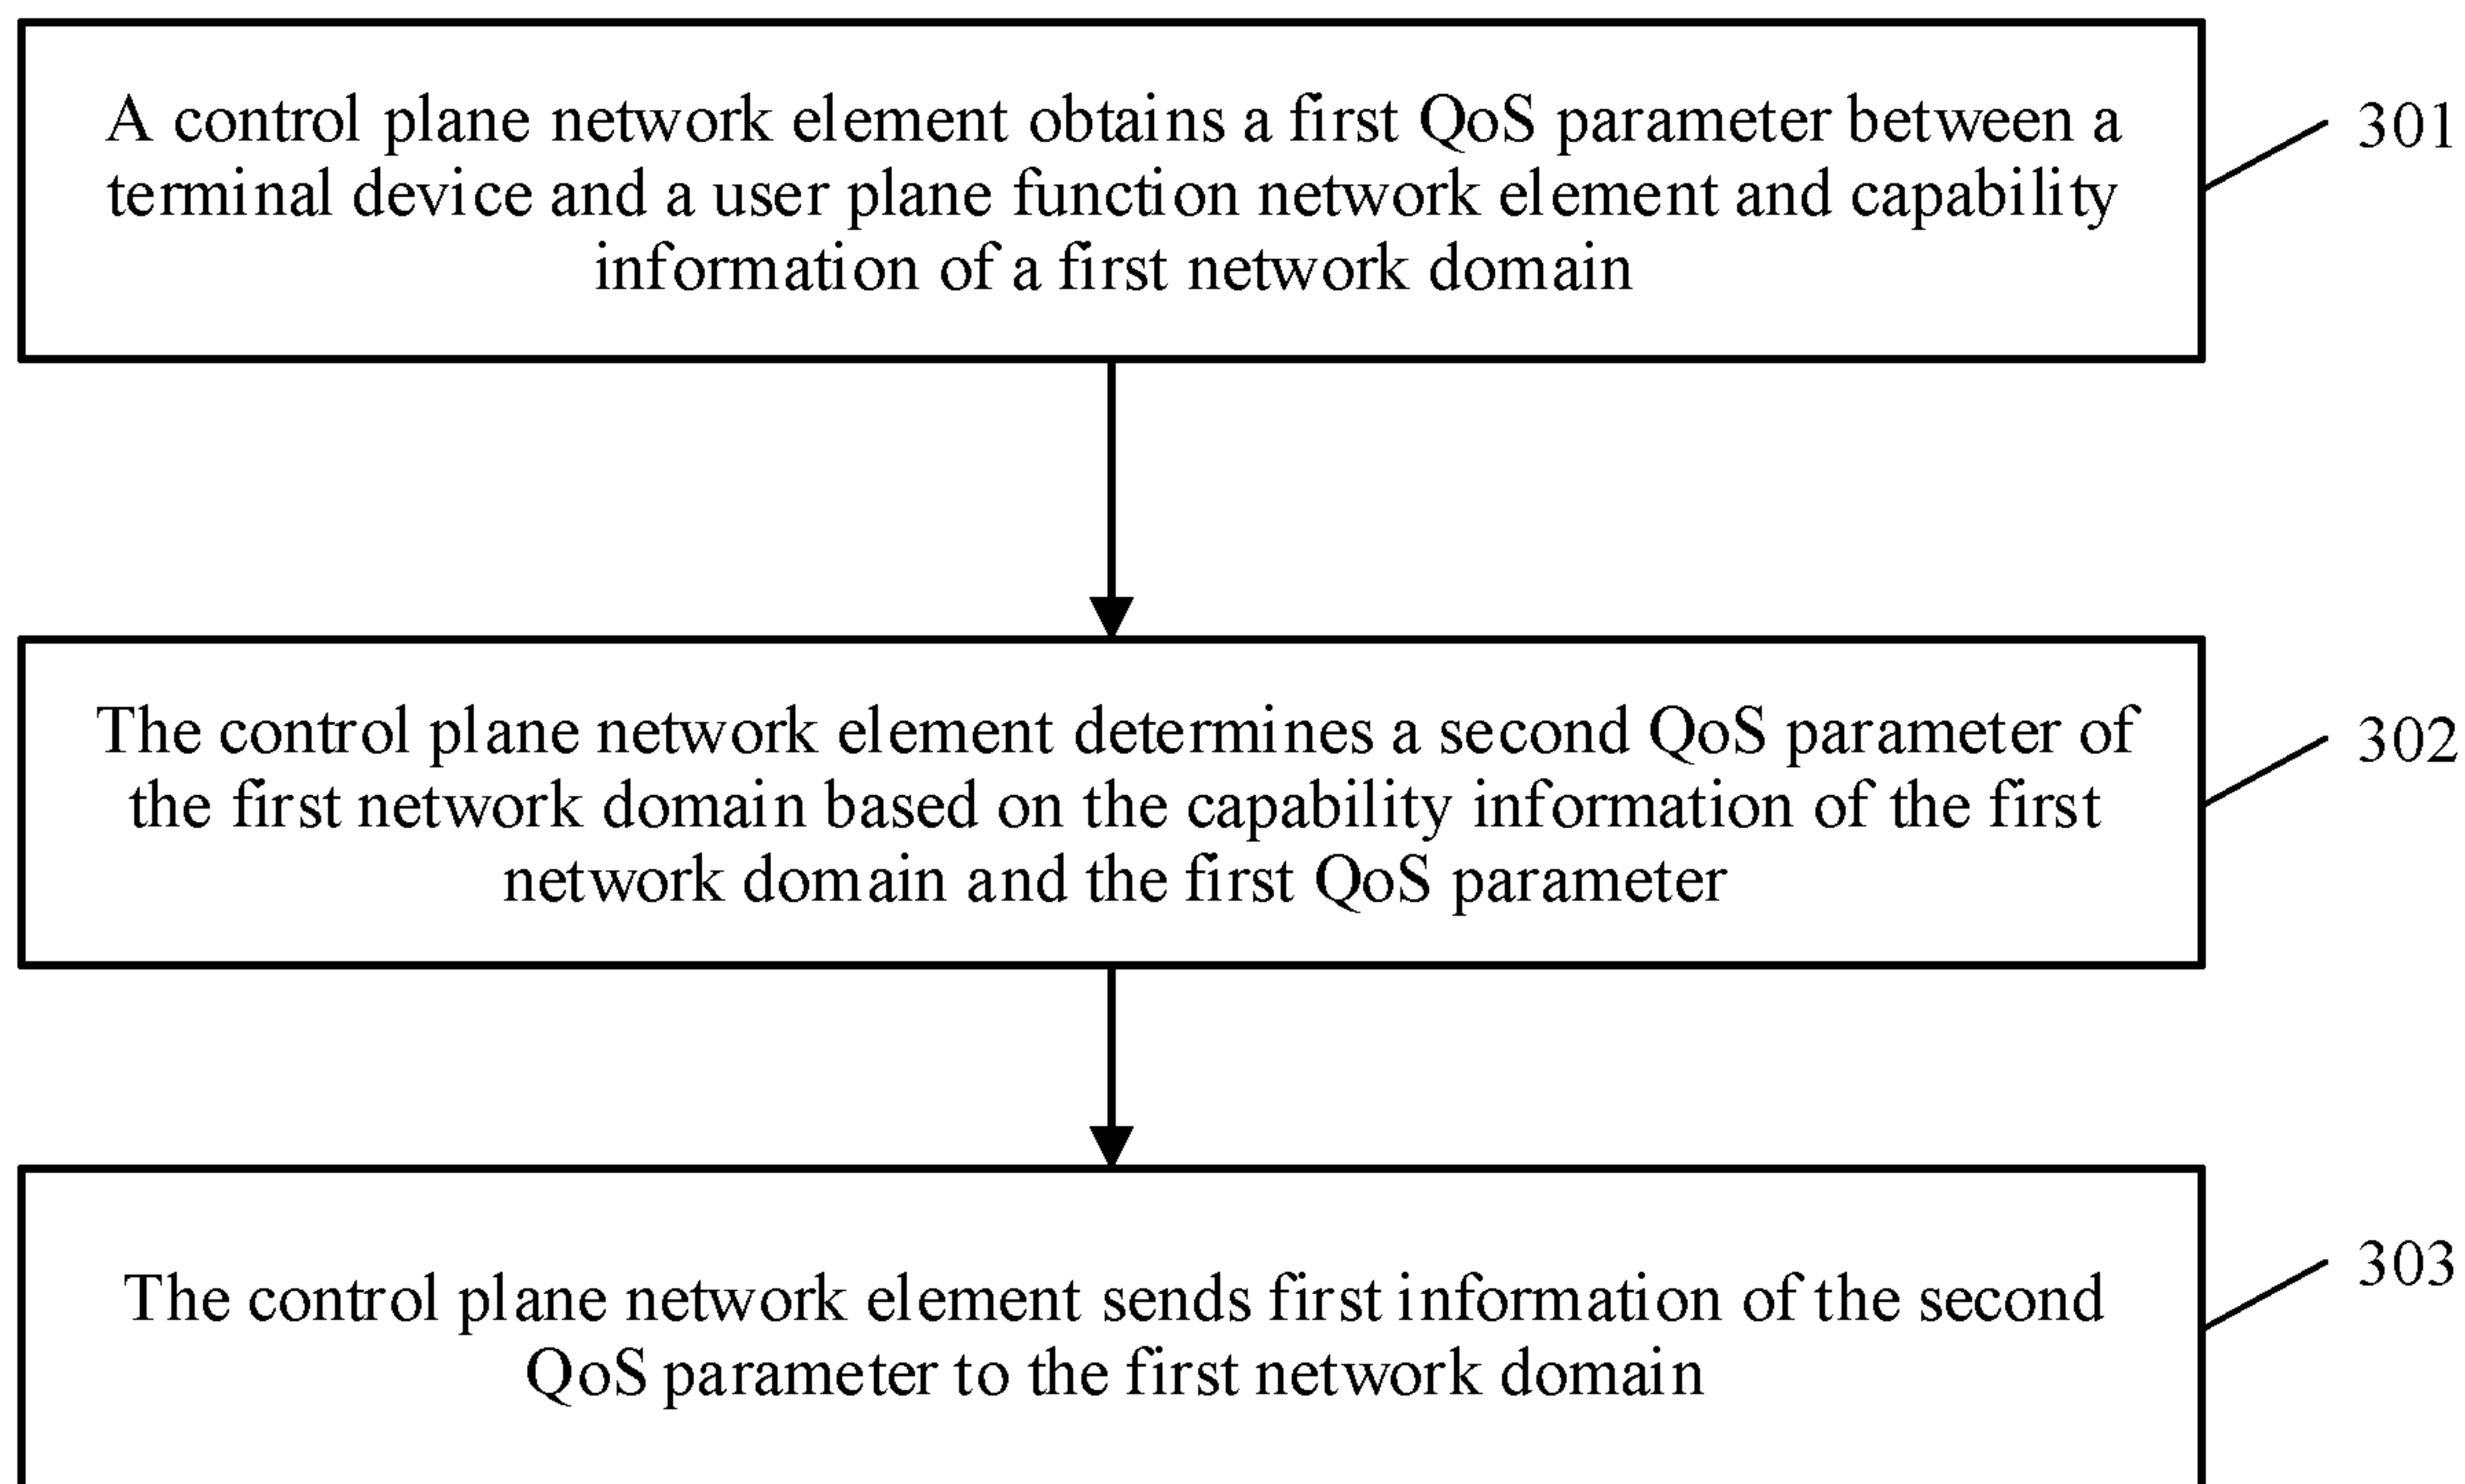 A control plane network element obtains a first QoS parameter between a
terminal device and a user plane function network element and capability
information of a first network domain
301
The control plane network element determines a second QoS parameter of
the first network domain based on the capability information of the first
network domain and the first QoS parameter
302
The control plane network element sends first information of the second
QoS parameter to the first network domain
303